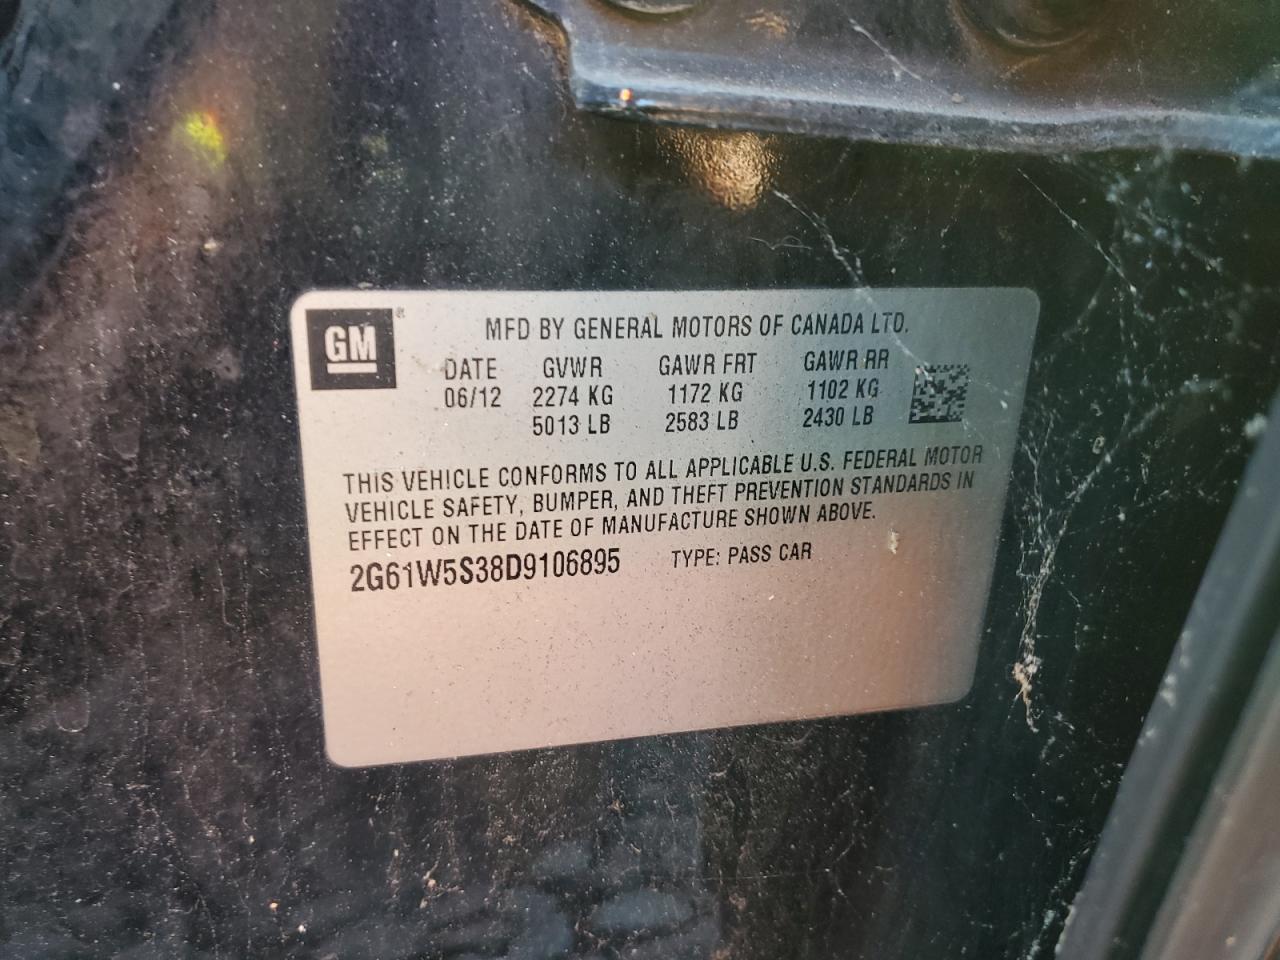 GM ®
MFD BY GENERAL MOTORS OF CANADA LTD.
DATE GVWR GAWR FRT GAWR RR
06/12 2274 KG 1172 KG 1102 KG
5013 LB 2583 LB 2430 LB
THIS VEHICLE CONFORMS TO ALL APPLICABLE U.S. FEDERAL MOTOR
VEHICLE SAFETY, BUMPER, AND THEFT PREVENTION STANDARDS IN
EFFECT ON THE DATE OF MANUFACTURE SHOWN ABOVE.
2G61W5S38D9106895 TYPE: PASS CAR